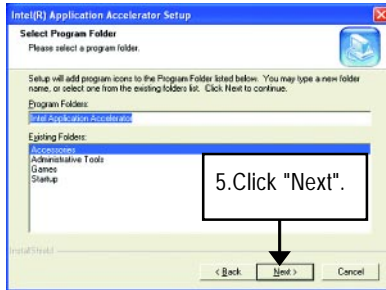 Intel(R) Application Accelerator Setup
Select Program Folder
Please select a program folder.
Setup will add program icons to the Program Folder listed below. You may type a new folder
name, or select one from the existing folders list. Click Next to continue.
Program Folders:
Intel Application Accelerator
Existing Folders:
Accessories
Administrative Tools
Games
Startup
5.Click "Next".
InstallShield
< Back
Next >
Cancel